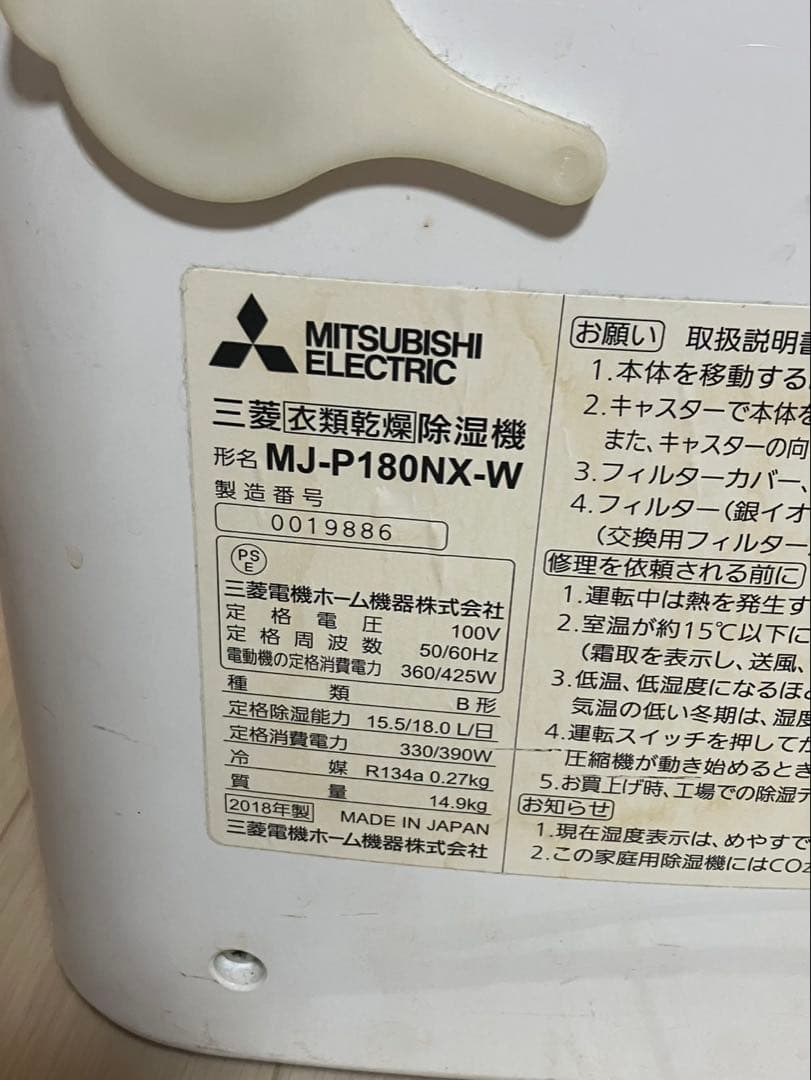 MITSUBISHI
ELECTRIC
三菱 衣類乾燥 除湿機
形名 MJ-P180NX-W
製造番号
0019886
PS
E
三菱電機ホーム機器株式会社
定格電圧 100V
定格周波数 50/60Hz
電動機の定格消費電力 360/425W
種類 B形
定格除湿能力 15.5/18.0 L/日
定格消費電力 330/390W
冷媒 R134a 0.27kg
質量 14.9kg
2018年製 MADE IN JAPAN
三菱電機ホーム機器株式会社
お願い 取扱説明書
1.本体を移動する
2.キャスターで本体を
また、キャスターの向
3.フィルターカバー、
4.フィルター(銀イオ
(交換用フィルター
修理を依頼される前に
1.運転中は熱を発生す
2.室温が約15℃以下に
(霜取を表示し、送風、
3.低温、低湿度になるほど
気温の低い冬期は、湿度
4.運転スイッチを押してか
圧縮機が動き始めるとき
5.お買上げ時、工場での除湿テ
お知らせ
1.現在湿度表示は、めやすで
2.この家庭用除湿機にはCO2